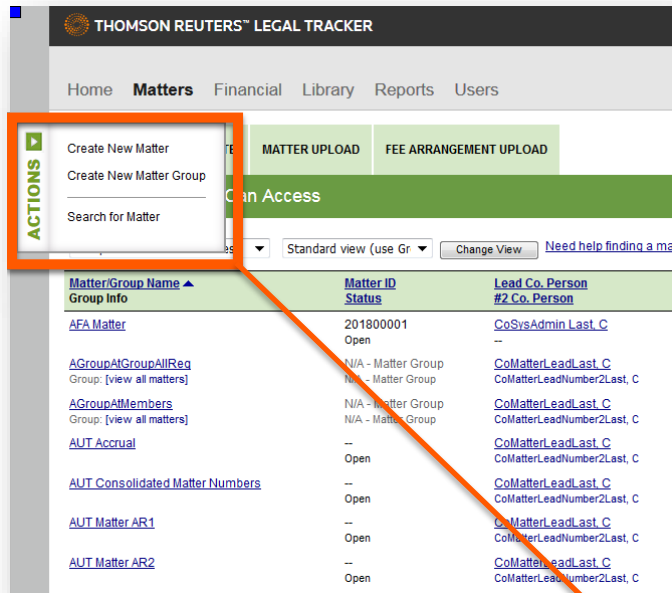 THOMSON REUTERS™ LEGAL TRACKER
Home Matters Financial Library Reports Users
ACTIONS
Create New Matter
Create New Matter Group
Search for Matter
MATTER UPLOAD FEE ARRANGEMENT UPLOAD
Can Access
Standard view (use Gr Change View Need help finding a ma
Matter/Group Name Matter ID Lead Co. Person
Group Info Status #2 Co. Person
AFA Matter 201800001 CoSysAdmin Last, C
Open --
AGroupAtGroupAllReq N/A - Matter Group CoMatterLeadLast, C
Group: [view all matters] N/A - Matter Group CoMatterLeadNumber2Last, C
AGroupAtMembers N/A - Matter Group CoMatterLeadLast, C
Group: [view all matters] N/A - Matter Group CoMatterLeadNumber2Last, C
AUT Accrual -- CoMatterLeadLast, C
Open CoMatterLeadNumber2Last, C
AUT Consolidated Matter Numbers -- CoMatterLeadLast, C
Open CoMatterLeadNumber2Last, C
AUT Matter AR1 -- CoMatterLeadLast, C
Open CoMatterLeadNumber2Last, C
AUT Matter AR2 -- CoMatterLeadLast, C
Open CoMatterLeadNumber2Last, C